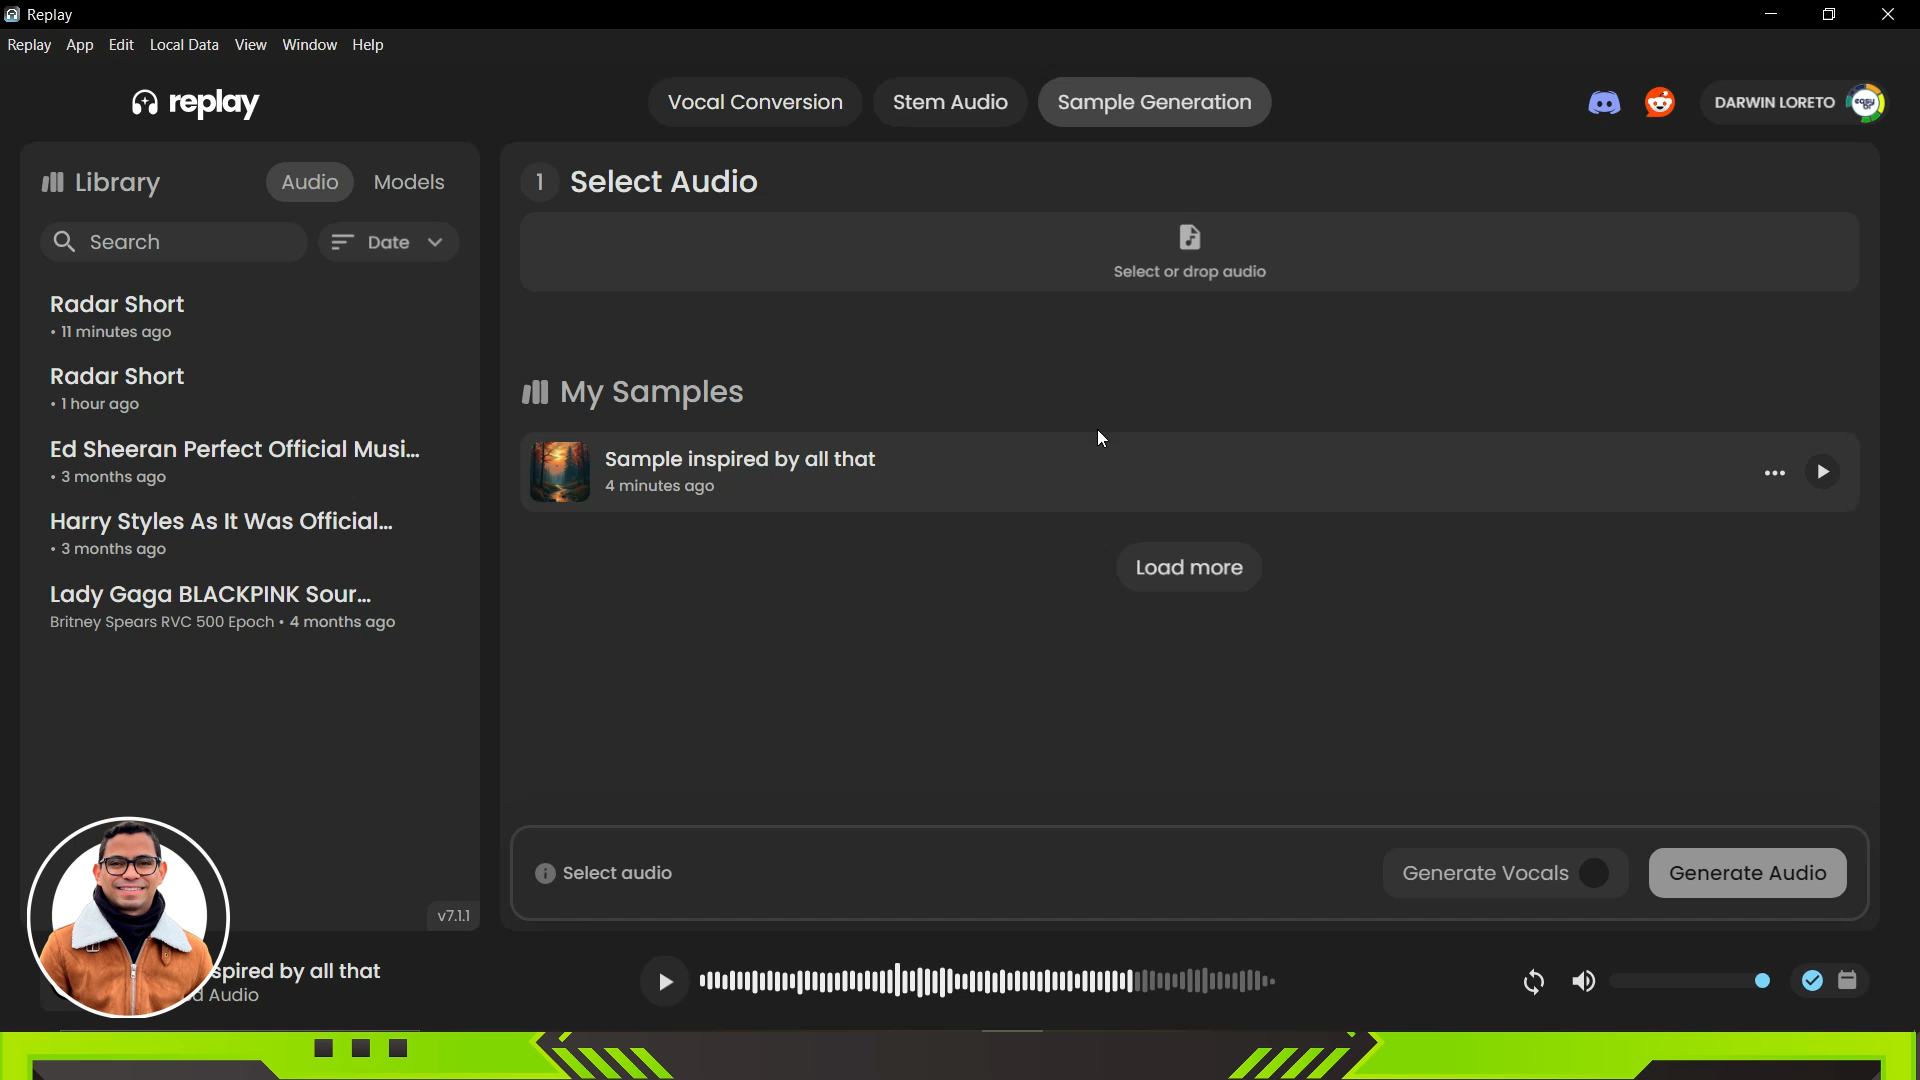 Replay
Replay App Edit Local Data View Window Help
replay
Vocal Conversion
Stem Audio
Sample Generation
DARWIN LORETO
easy
Library
Audio
Models
Search
Date
Radar Short
• 11 minutes ago
Radar Short
• 1 hour ago
Ed Sheeran Perfect Official Musi...
• 3 months ago
Harry Styles As It Was Official...
• 3 months ago
Lady Gaga BLACKPINK Sour...
Britney Spears RVC 500 Epoch • 4 months ago
v7.1.1
1 Select Audio
Select or drop audio
My Samples
Sample inspired by all that
4 minutes ago
Load more
Select audio
Generate Vocals
Generate Audio
spired by all that
d Audio